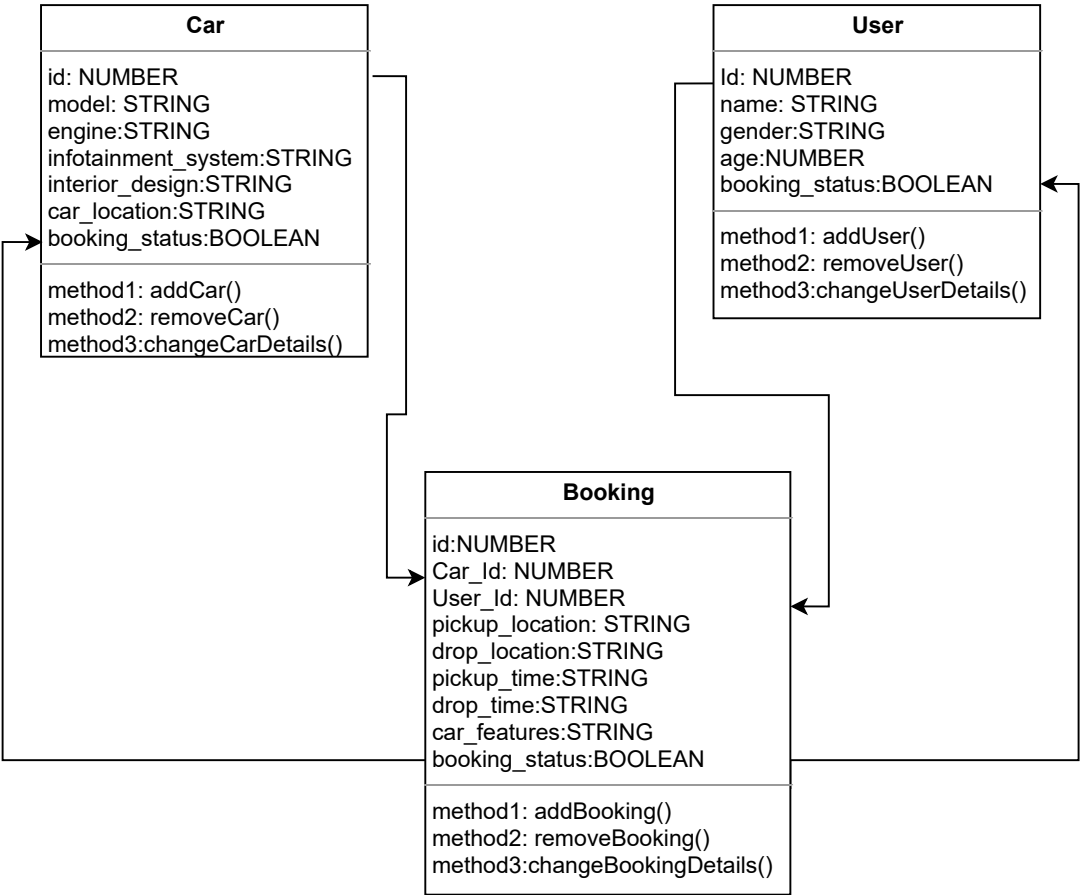 Car
id: NUMBER
model: STRING
engine:STRING
infotainment_system:STRING
interior_design:STRING
car_location:STRING
booking_status:BOOLEAN
method1: addCar()
method2: removeCar()
method3:changeCarDetails()
User
Id: NUMBER
name: STRING
gender:STRING
age:NUMBER
booking_status:BOOLEAN
method1: addUser()
method2: removeUser()
method3:changeUserDetails()
Booking
id:NUMBER
Car_Id: NUMBER
User_Id: NUMBER
pickup_location: STRING
drop_location:STRING
pickup_time:STRING
drop_time:STRING
car_features:STRING
booking_status:BOOLEAN
method1: addBooking()
method2: removeBooking()
method3:changeBookingDetails()